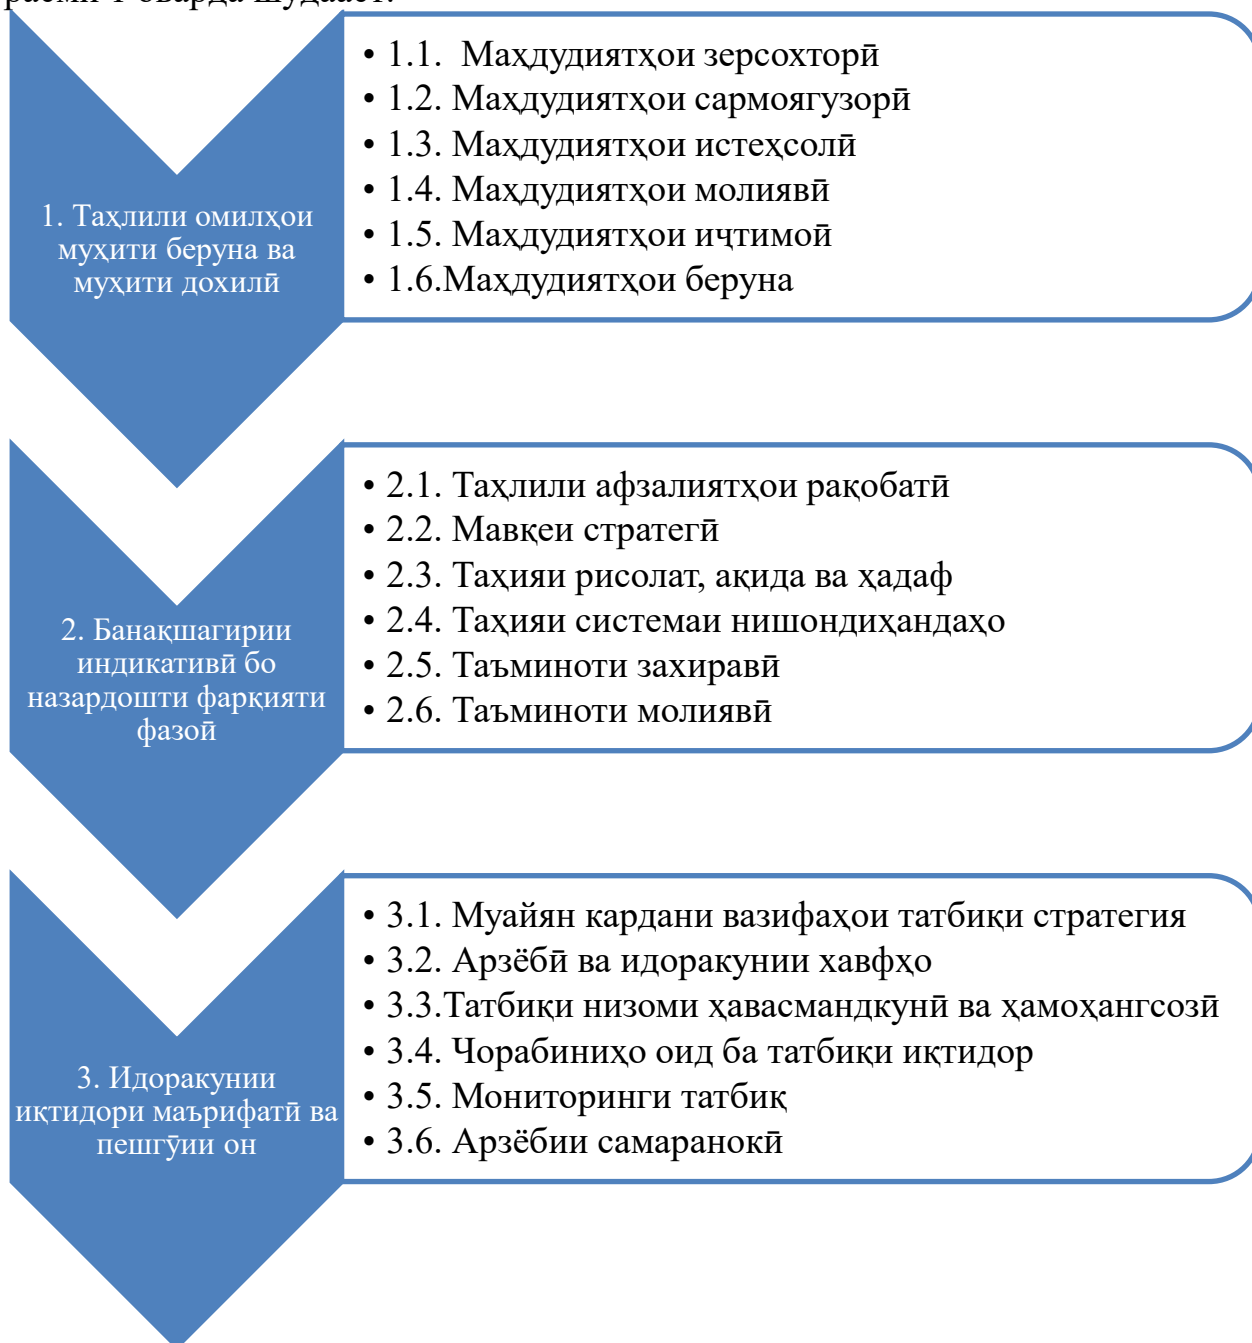 расми 1 оварда шудааст.
1. Таҳлили омилҳои
муҳити беруна ва
муҳити дохилӣ
• 1.1.  Маҳдудиятҳои зерсохторӣ
• 1.2. Маҳдудиятҳои сармоягузорӣ
• 1.3. Маҳдудиятҳои истеҳсолӣ
• 1.4. Маҳдудиятҳои молиявӣ
• 1.5. Маҳдудиятҳои иҷтимоӣ
• 1.6.Маҳдудиятҳои беруна
2. Банақшагирии
индикативӣ бо
назардошти фарқияти
фазоӣ
• 2.1. Таҳлили афзалиятҳои рақобатӣ
• 2.2. Мавқеи стратегӣ
• 2.3. Таҳияи рисолат, ақида ва ҳадаф
• 2.4. Таҳияи системаи нишондиҳандаҳо
• 2.5. Таъминоти захиравӣ
• 2.6. Таъминоти молиявӣ
3. Идоракунии
иқтидори маърифатӣ ва
пешгӯии он
• 3.1. Муайян кардани вазифаҳои татбиқи стратегия
• 3.2. Арзёбӣ ва идоракунии хавфҳо
• 3.3.Татбиқи низоми ҳавасмандкунӣ ва ҳамоҳангсозӣ
• 3.4. Чорабиниҳо оид ба татбиқи иқтидор
• 3.5. Мониторинги татбиқ
• 3.6. Арзёбии самаранокӣ